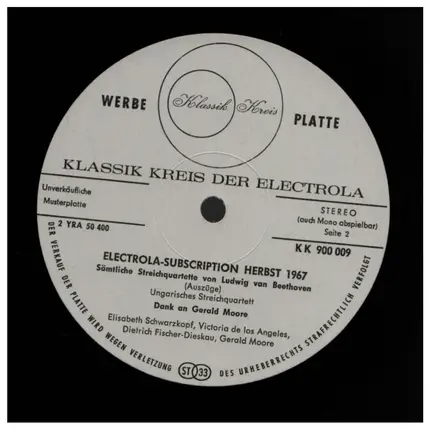 Klassik Kreis
WERBE PLATTE
KLASSIK KREIS DER ELECTROLA
Unverkäufliche
Musterplatte
STEREO
(auch Mono abspielbar)
Seite 2
2 YRA 50 400
KK 900 009
ELECTROLA-SUBSCRIPTION HERBST 1967
Sämtliche Streichquartette von Ludwig van Beethoven
(Auszüge)
Ungarisches Streichquartett
Dank an Gerald Moore
Elisabeth Schwarzkopf, Victoria de los Angeles,
Dietrich Fischer-Dieskau, Gerald Moore
ST 33
DER VERKAUF DER PLATTE WIRD WEGEN VERLETZUNG DES URHEBERRECHTS STRAFRECHTLICH VERFOLGT